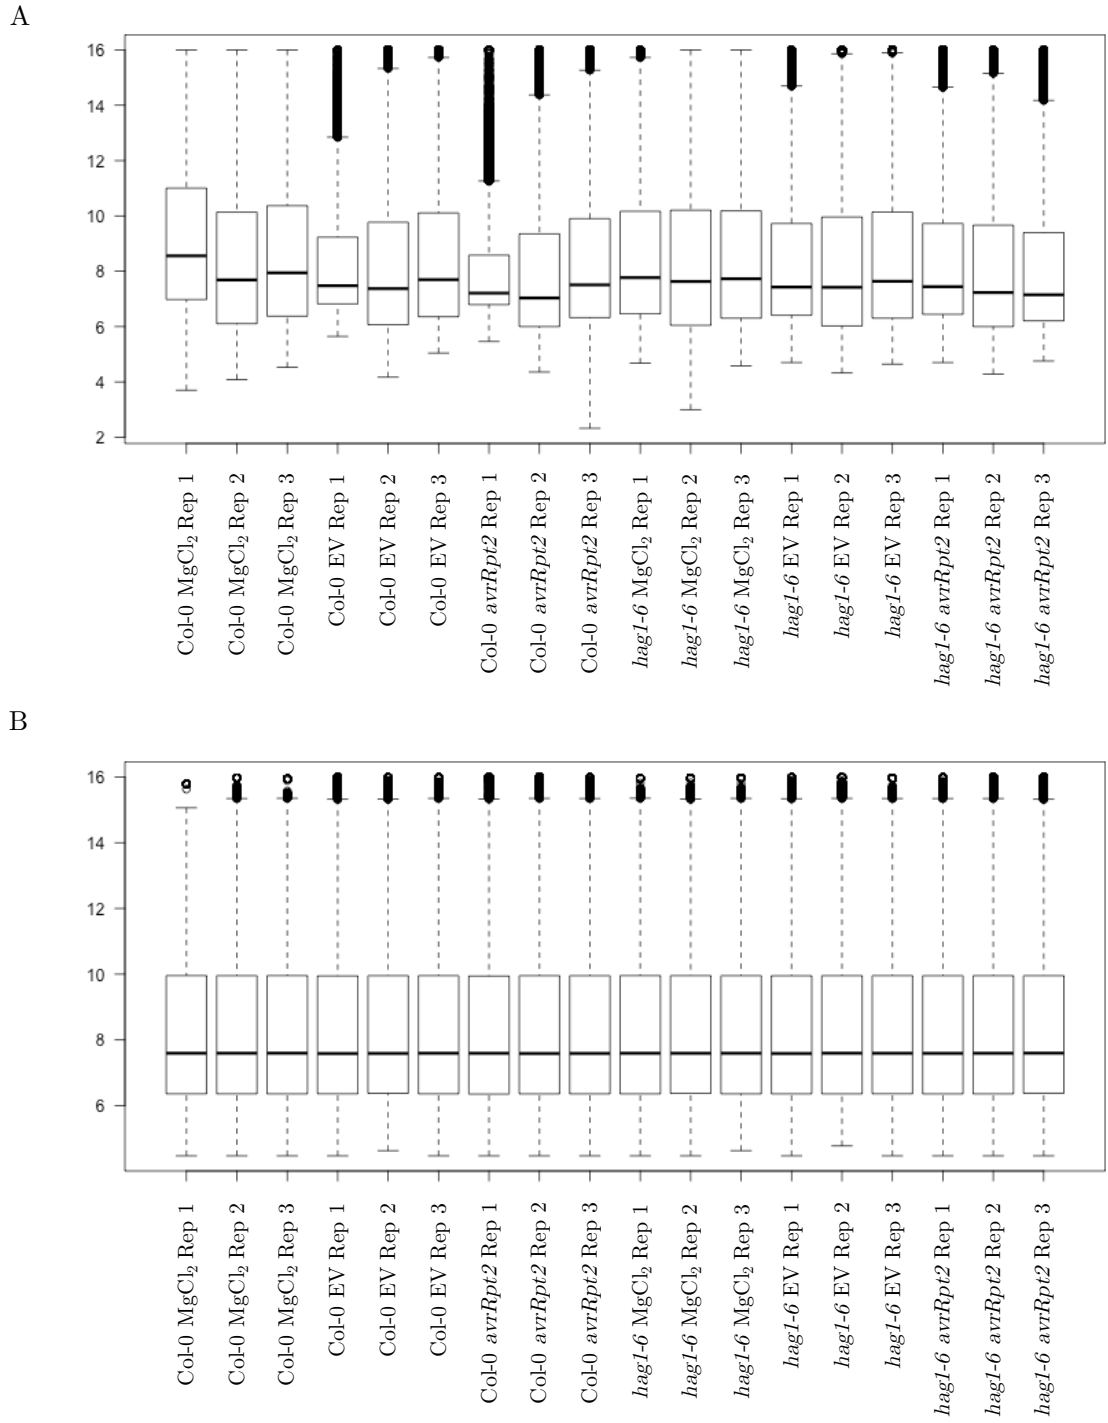 A
16
14
12
10
8
6
4
2
Col-0 MgCl₂ Rep 1
Col-0 MgCl₂ Rep 2
Col-0 MgCl₂ Rep 3
Col-0 EV Rep 1
Col-0 EV Rep 2
Col-0 EV Rep 3
Col-0 avrRpt2 Rep 1
Col-0 avrRpt2 Rep 2
Col-0 avrRpt2 Rep 3
hag1-6 MgCl₂ Rep 1
hag1-6 MgCl₂ Rep 2
hag1-6 MgCl₂ Rep 3
hag1-6 EV Rep 1
hag1-6 EV Rep 2
hag1-6 EV Rep 3
hag1-6 avrRpt2 Rep 1
hag1-6 avrRpt2 Rep 2
hag1-6 avrRpt2 Rep 3
B
16
14
12
10
8
6
Col-0 MgCl₂ Rep 1
Col-0 MgCl₂ Rep 2
Col-0 MgCl₂ Rep 3
Col-0 EV Rep 1
Col-0 EV Rep 2
Col-0 EV Rep 3
Col-0 avrRpt2 Rep 1
Col-0 avrRpt2 Rep 2
Col-0 avrRpt2 Rep 3
hag1-6 MgCl₂ Rep 1
hag1-6 MgCl₂ Rep 2
hag1-6 MgCl₂ Rep 3
hag1-6 EV Rep 1
hag1-6 EV Rep 2
hag1-6 EV Rep 3
hag1-6 avrRpt2 Rep 1
hag1-6 avrRpt2 Rep 2
hag1-6 avrRpt2 Rep 3